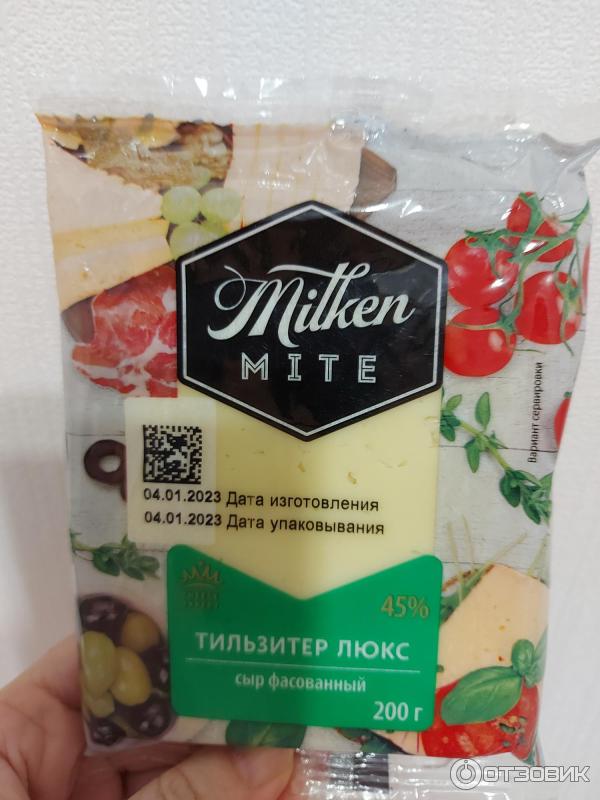 Milken
MITE
Вариант сервировки
04.01.2023 Дата изготовления
04.01.2023 Дата упаковывания
45%
ТИЛЬЗИТЕР ЛЮКС
сыр фасованный
200 г
ОТЗОВИК